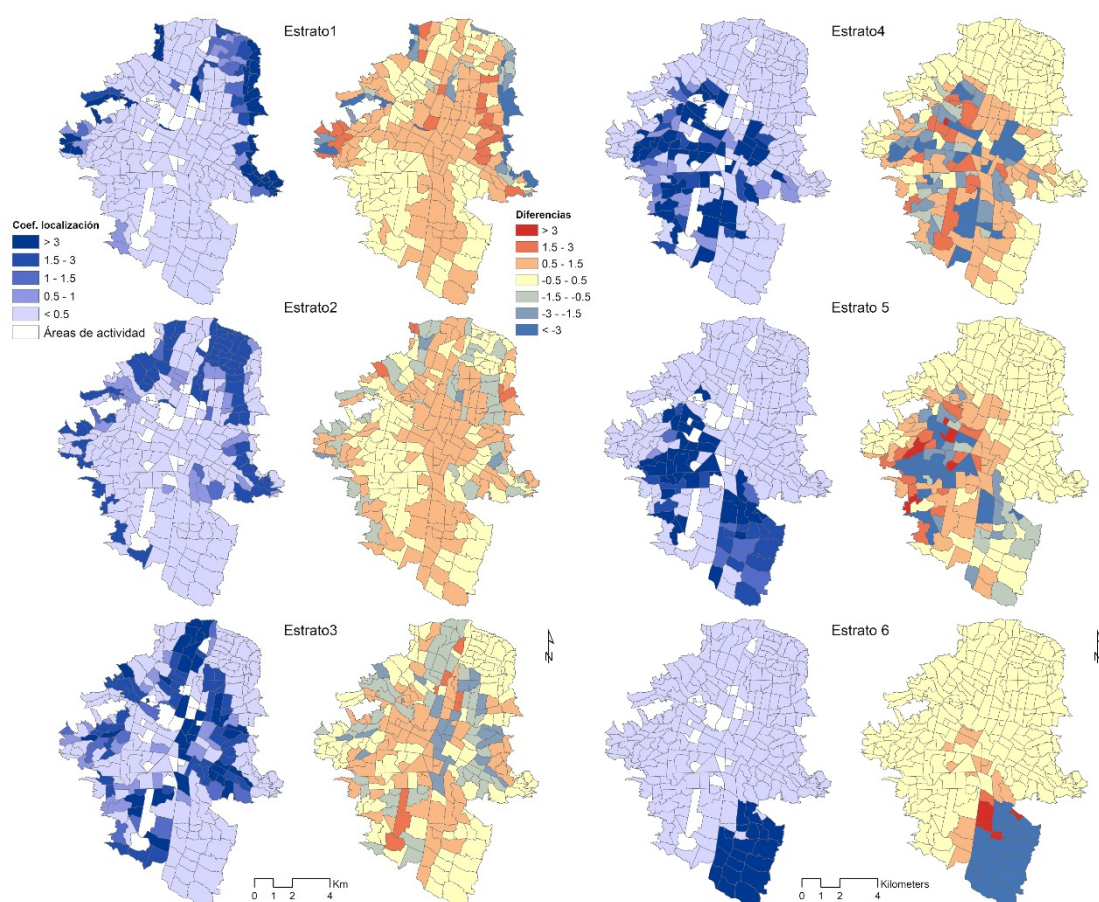 Estrato1
Estrato4
Coef. localización
> 3
1.5 - 3
1 - 1.5
0.5 - 1
< 0.5
Áreas de actividad
Diferencias
> 3
1.5 - 3
0.5 - 1.5
-0.5 - 0.5
-1.5 - -0.5
-3 - -1.5
< -3
Estrato2
Estrato 5
Estrato3
Estrato 6
N
N
0 1 2 4 Km
0 1 2 4 Kilometers